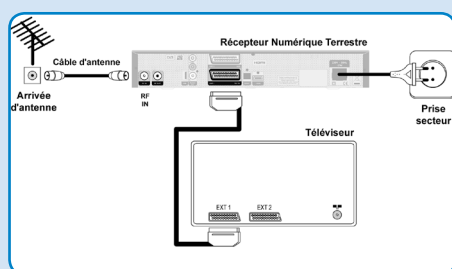 Récepteur Numérique Terrestre
Câble d'antenne
Arrivée
d'antenne
RF
IN
Prise
secteur
Téléviseur
EXT 1
EXT 2